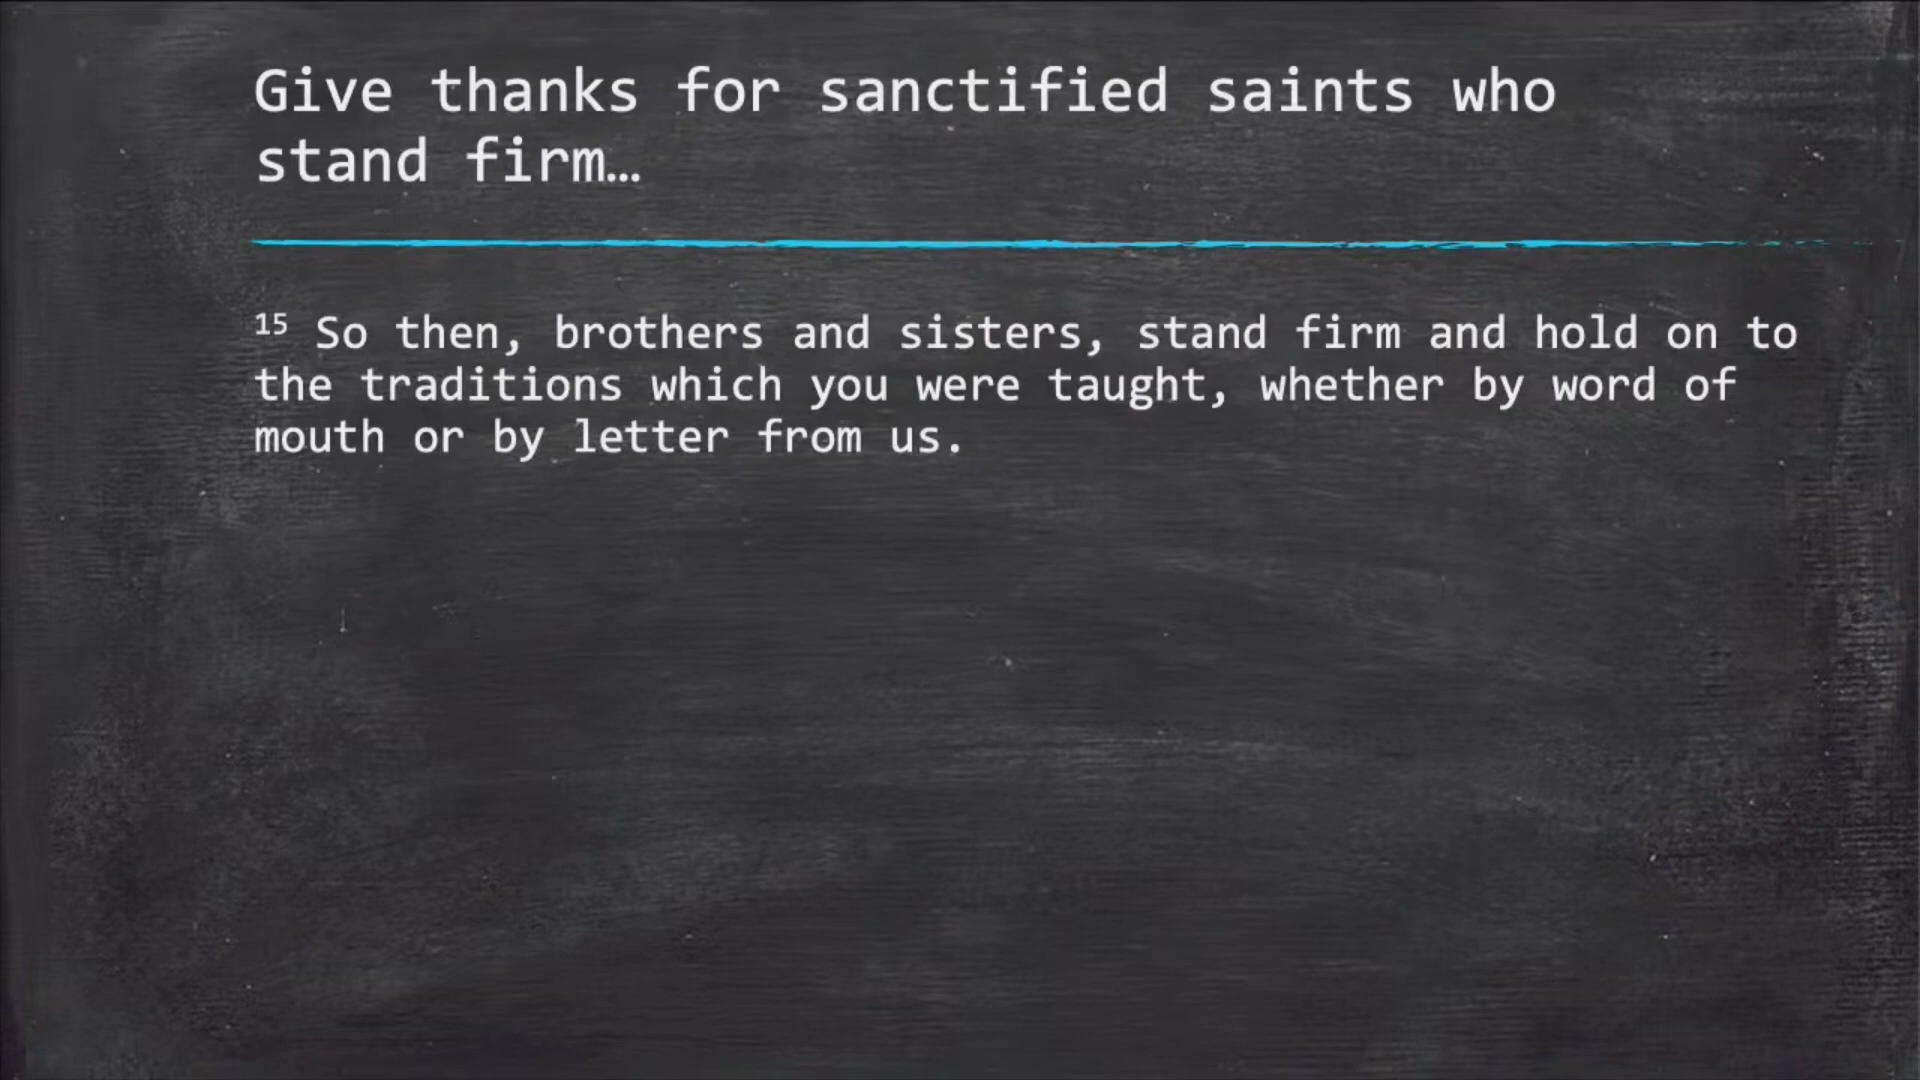 Give thanks for sanctified saints who
stand firm…
15 So then, brothers and sisters, stand firm and hold on to
the traditions which you were taught, whether by word of
mouth or by letter from us.